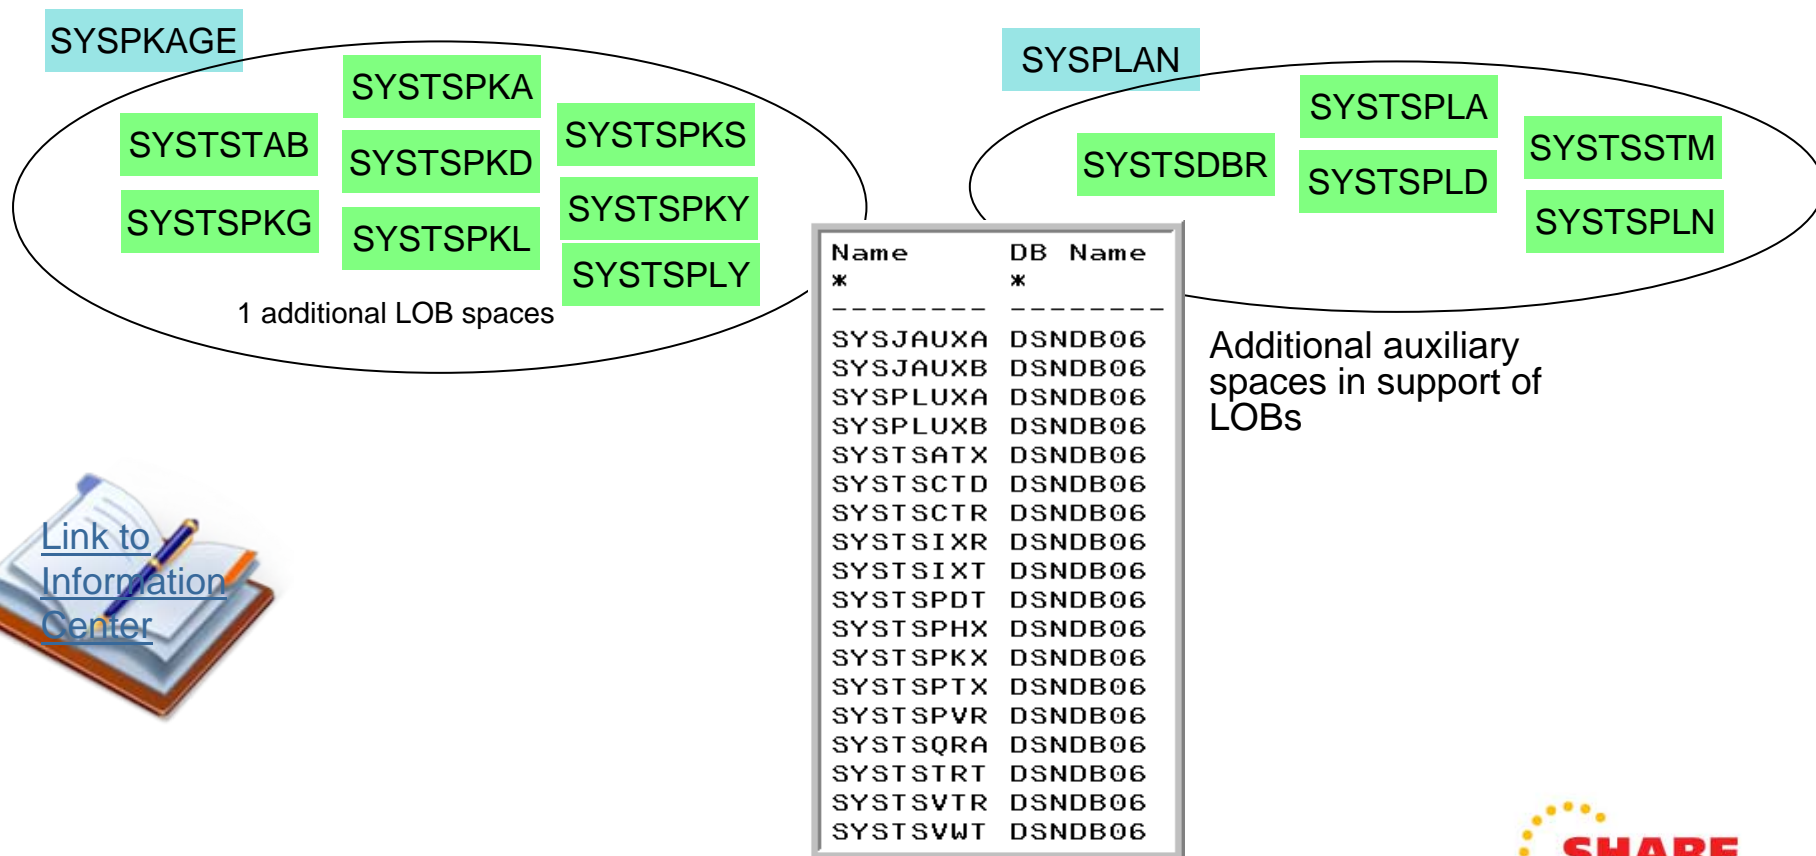 SYSPKAGE
SYSTSPKA
SYSTSTAB
SYSTSPKD
SYSTSPKS
SYSTSPKG
SYSTSPKL
SYSTSPKY
SYSTSPLY
1 additional LOB spaces
SYSPLAN
SYSTSPLA
SYSTSDBR
SYSTSPLD
SYSTSSTM
SYSTSPLN
Name DB Name
* *
-------- --------
SYSJAUXA DSNDB06
SYSJAUXB DSNDB06
SYSPLUXA DSNDB06
SYSPLUXB DSNDB06
SYSTSATX DSNDB06
SYSTSCTD DSNDB06
SYSTSCTR DSNDB06
SYSTSIXR DSNDB06
SYSTSIXT DSNDB06
SYSTSPDT DSNDB06
SYSTSPHX DSNDB06
SYSTSPKX DSNDB06
SYSTSPTX DSNDB06
SYSTSPVR DSNDB06
SYSTSQRA DSNDB06
SYSTSTRT DSNDB06
SYSTSVTR DSNDB06
SYSTSVWT DSNDB06
Additional auxiliary
spaces in support of
LOBs
Link to
Information
Center
SHARE